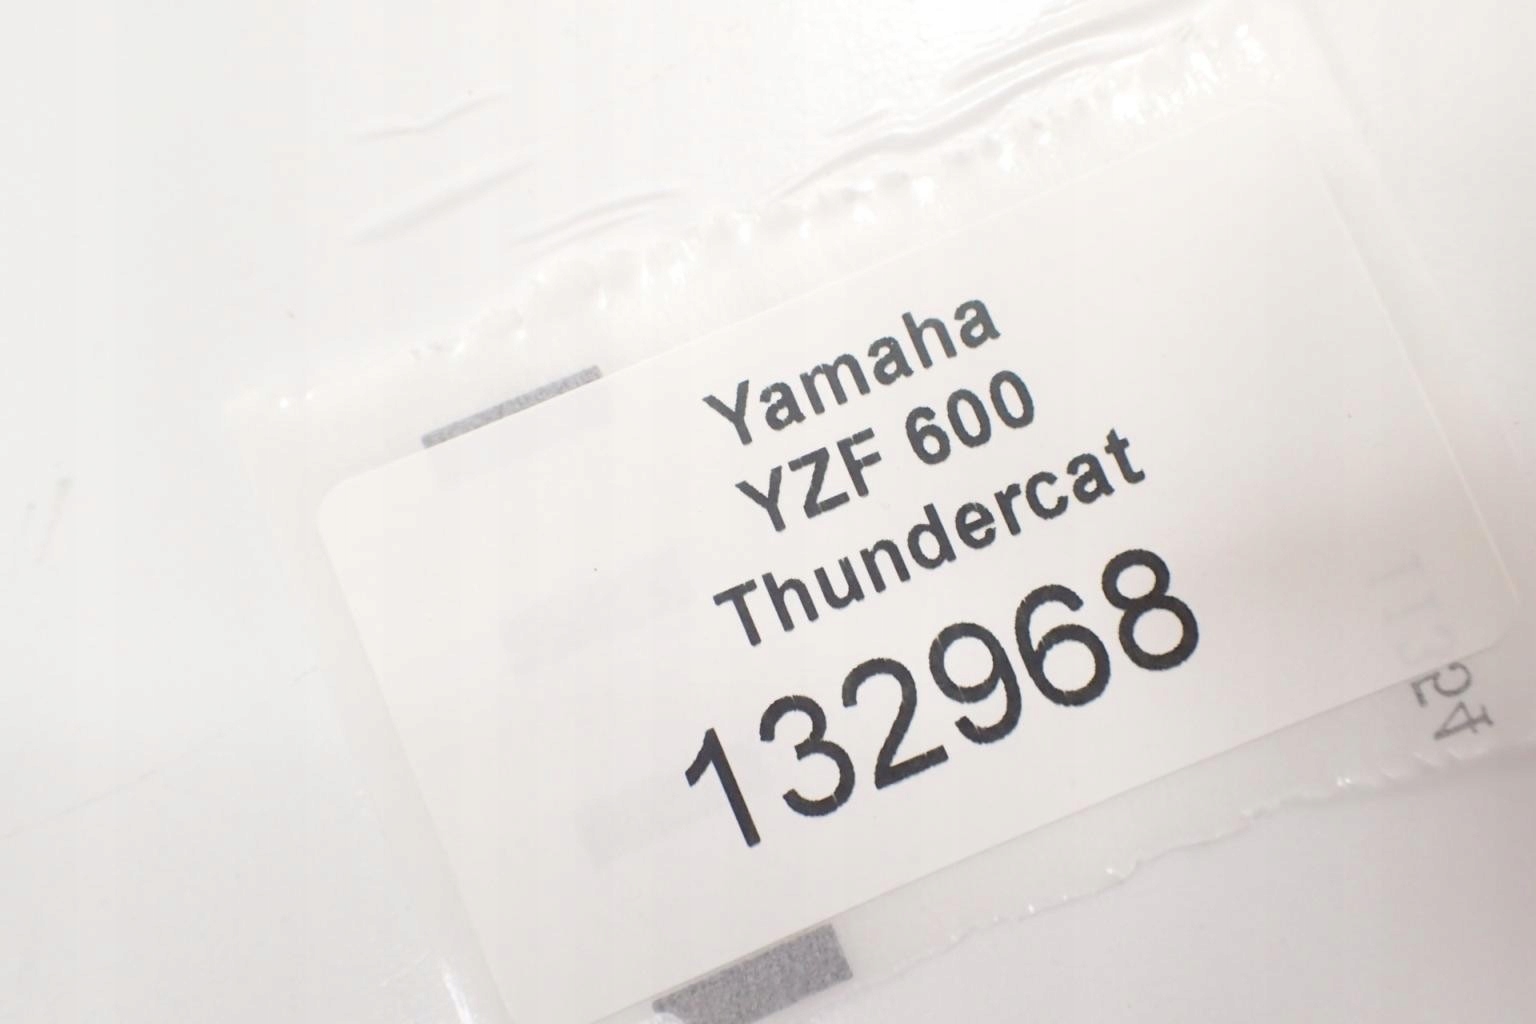 Yamaha
YZF 600
Thundercat
132968